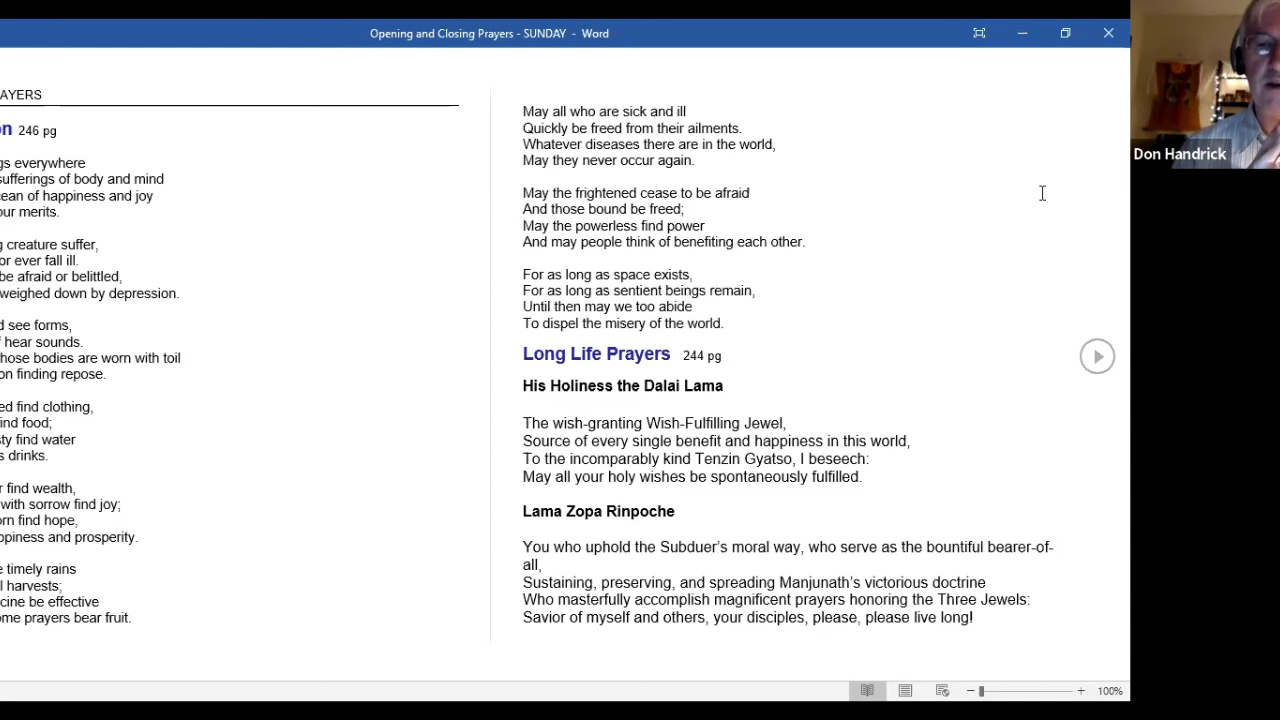 Opening and Closing Prayers - SUNDAY - Word
AYERS
on 246 pg
gs everywhere
sufferings of body and mind
cean of happiness and joy
our merits.
g creature suffer,
or ever fall ill.
be afraid or belittled,
weighed down by depression.
d see forms,
f hear sounds.
hose bodies are worn with toil
on finding repose.
ed find clothing,
find food;
sty find water
s drinks.
r find wealth,
with sorrow find joy;
orn find hope,
ppiness and prosperity.
e timely rains
l harvests;
cine be effective
ome prayers bear fruit.
May all who are sick and ill
Quickly be freed from their ailments.
Whatever diseases there are in the world,
May they never occur again.
May the frightened cease to be afraid
And those bound be freed;
May the powerless find power
And may people think of benefiting each other.
For as long as space exists,
For as long as sentient beings remain,
Until then may we too abide
To dispel the misery of the world.
Long Life Prayers 244 pg
His Holiness the Dalai Lama
The wish-granting Wish-Fulfilling Jewel,
Source of every single benefit and happiness in this world,
To the incomparably kind Tenzin Gyatso, I beseech:
May all your holy wishes be spontaneously fulfilled.
Lama Zopa Rinpoche
You who uphold the Subduer's moral way, who serve as the bountiful bearer-of-
all,
Sustaining, preserving, and spreading Manjunath's victorious doctrine
Who masterfully accomplish magnificent prayers honoring the Three Jewels:
Savior of myself and others, your disciples, please, please live long!
Don Handrick
100%